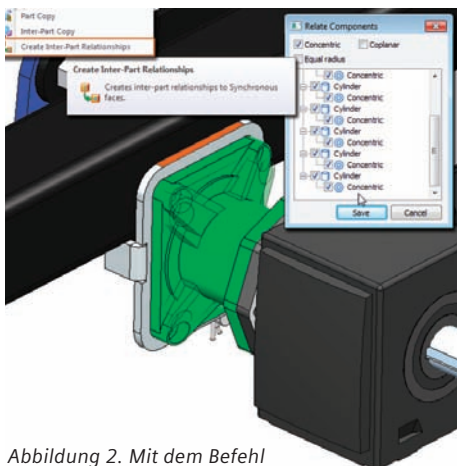 Part Copy
Inter-Part Copy
Create Inter-Part Relationships
Create Inter-Part Relationships
Creates inter-part relationships to Synchronous
faces.
Relate Components
Concentric Coplanar
Equal radius
Concentric
Cylinder
Concentric
Cylinder
Concentric
Cylinder
Concentric
Cylinder
Concentric
Cylinder
Concentric
Save Cancel
Abbildung 2. Mit dem Befehl